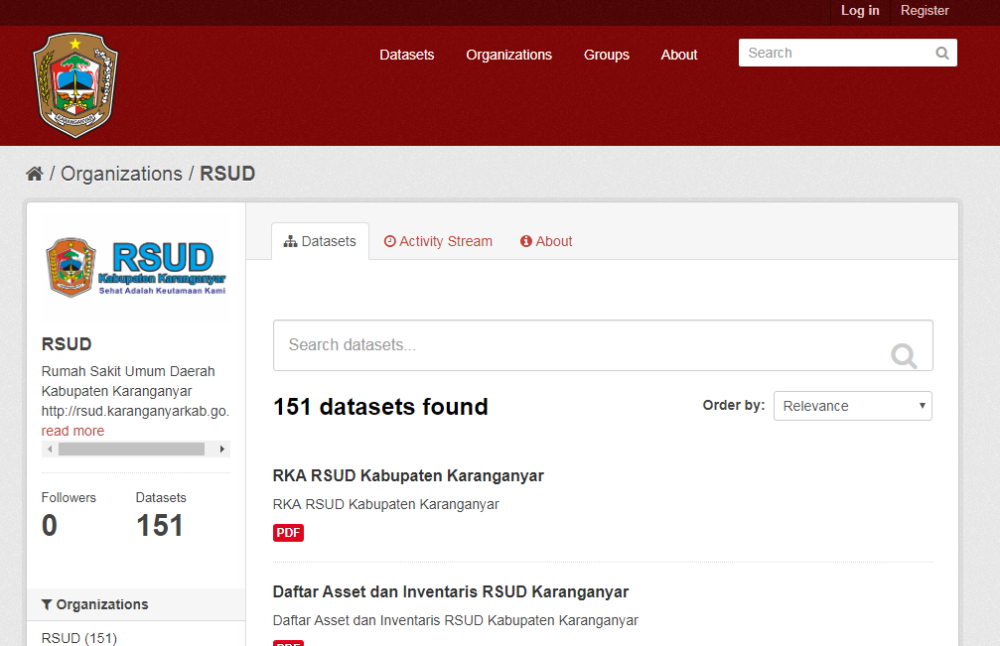 Log in Register
KARANGANYAR
Datasets Organizations Groups About Search
/ Organizations / RSUD
RSUD
Kabupaten Karanganyar
Sehat Adalah Keutamaan Kami
RSUD
Rumah Sakit Umum Daerah
Kabupaten Karanganyar
http://rsud.karanganyarkab.go.
read more
Followers Datasets
0 151
Organizations
RSUD (151)
Datasets Activity Stream About
Search datasets...
151 datasets found
Order by: Relevance
RKA RSUD Kabupaten Karanganyar
RKA RSUD Kabupaten Karanganyar
PDF
Daftar Asset dan Inventaris RSUD Karanganyar
Daftar Asset dan Inventaris RSUD Kabupaten Karanganyar
PDF